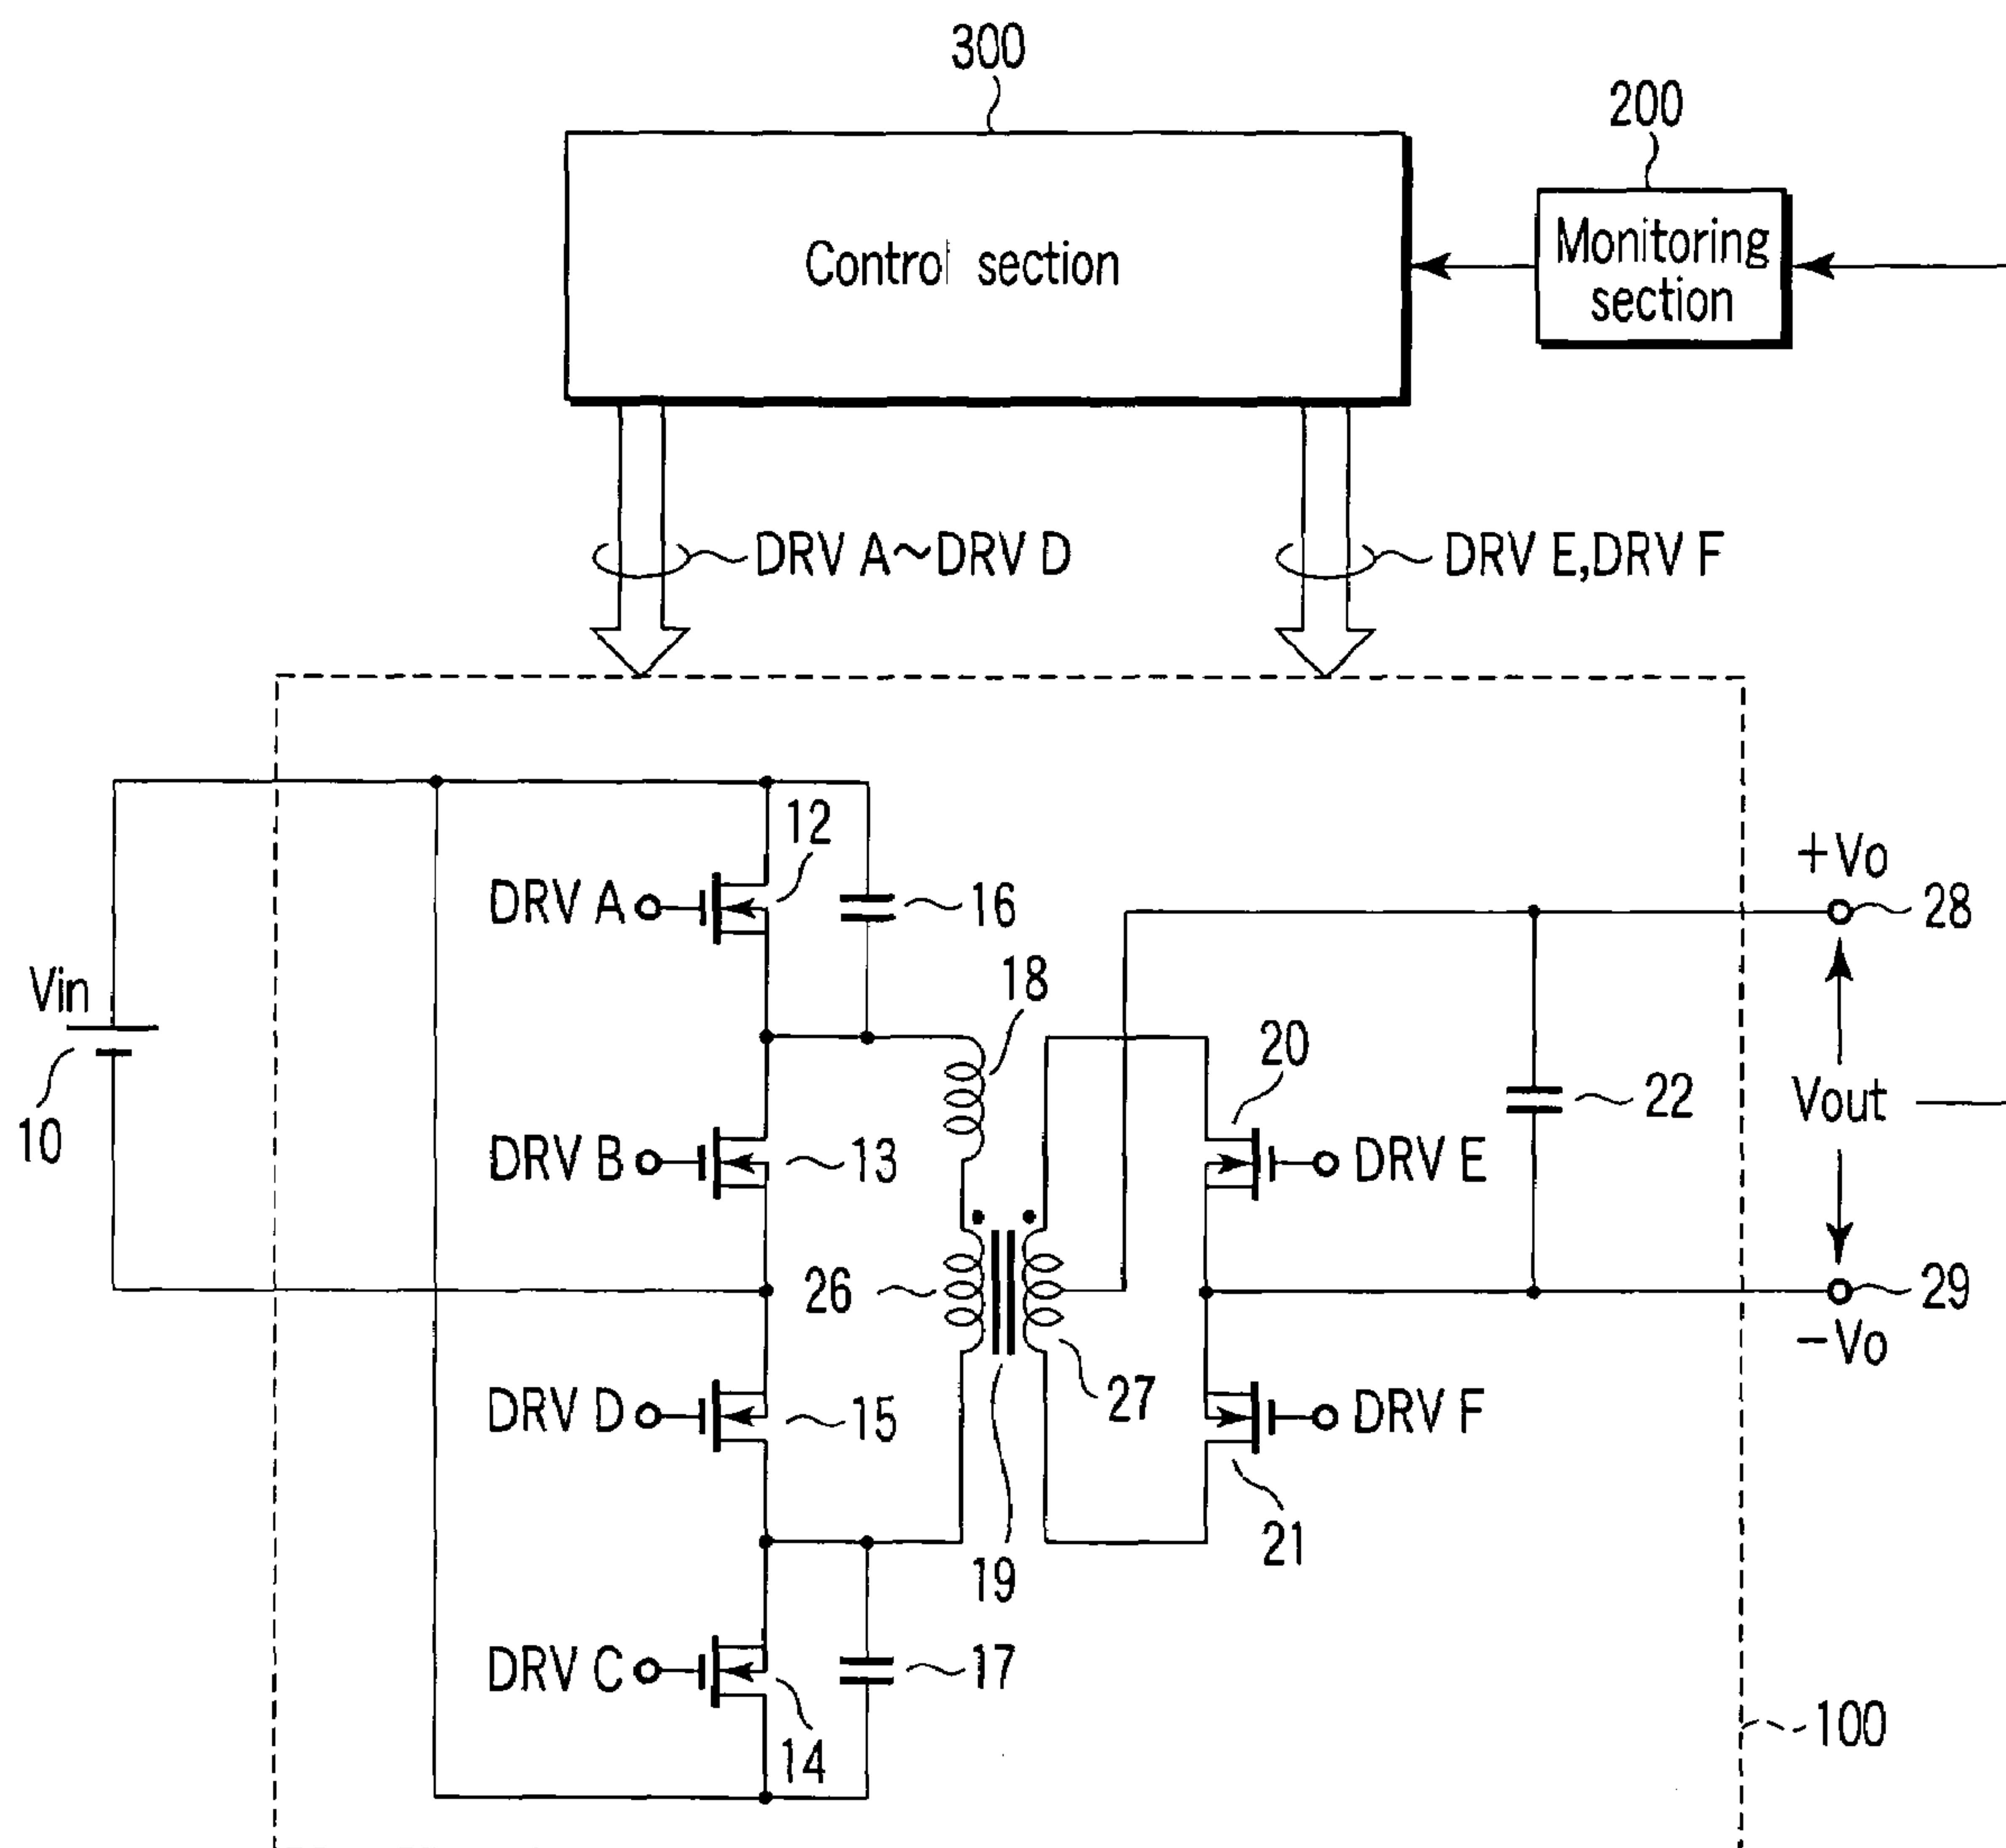 300
200
Control section
Monitoring
section
DRV A~DRV D
DRV E,DRV F
12
+Vo
DRV A
16
28
18
Vin
20
22
Vout
10
DRV B
13
DRV E
26
29
-Vo
27
DRV D
15
DRV F
21
19
DRV C
17
100
14